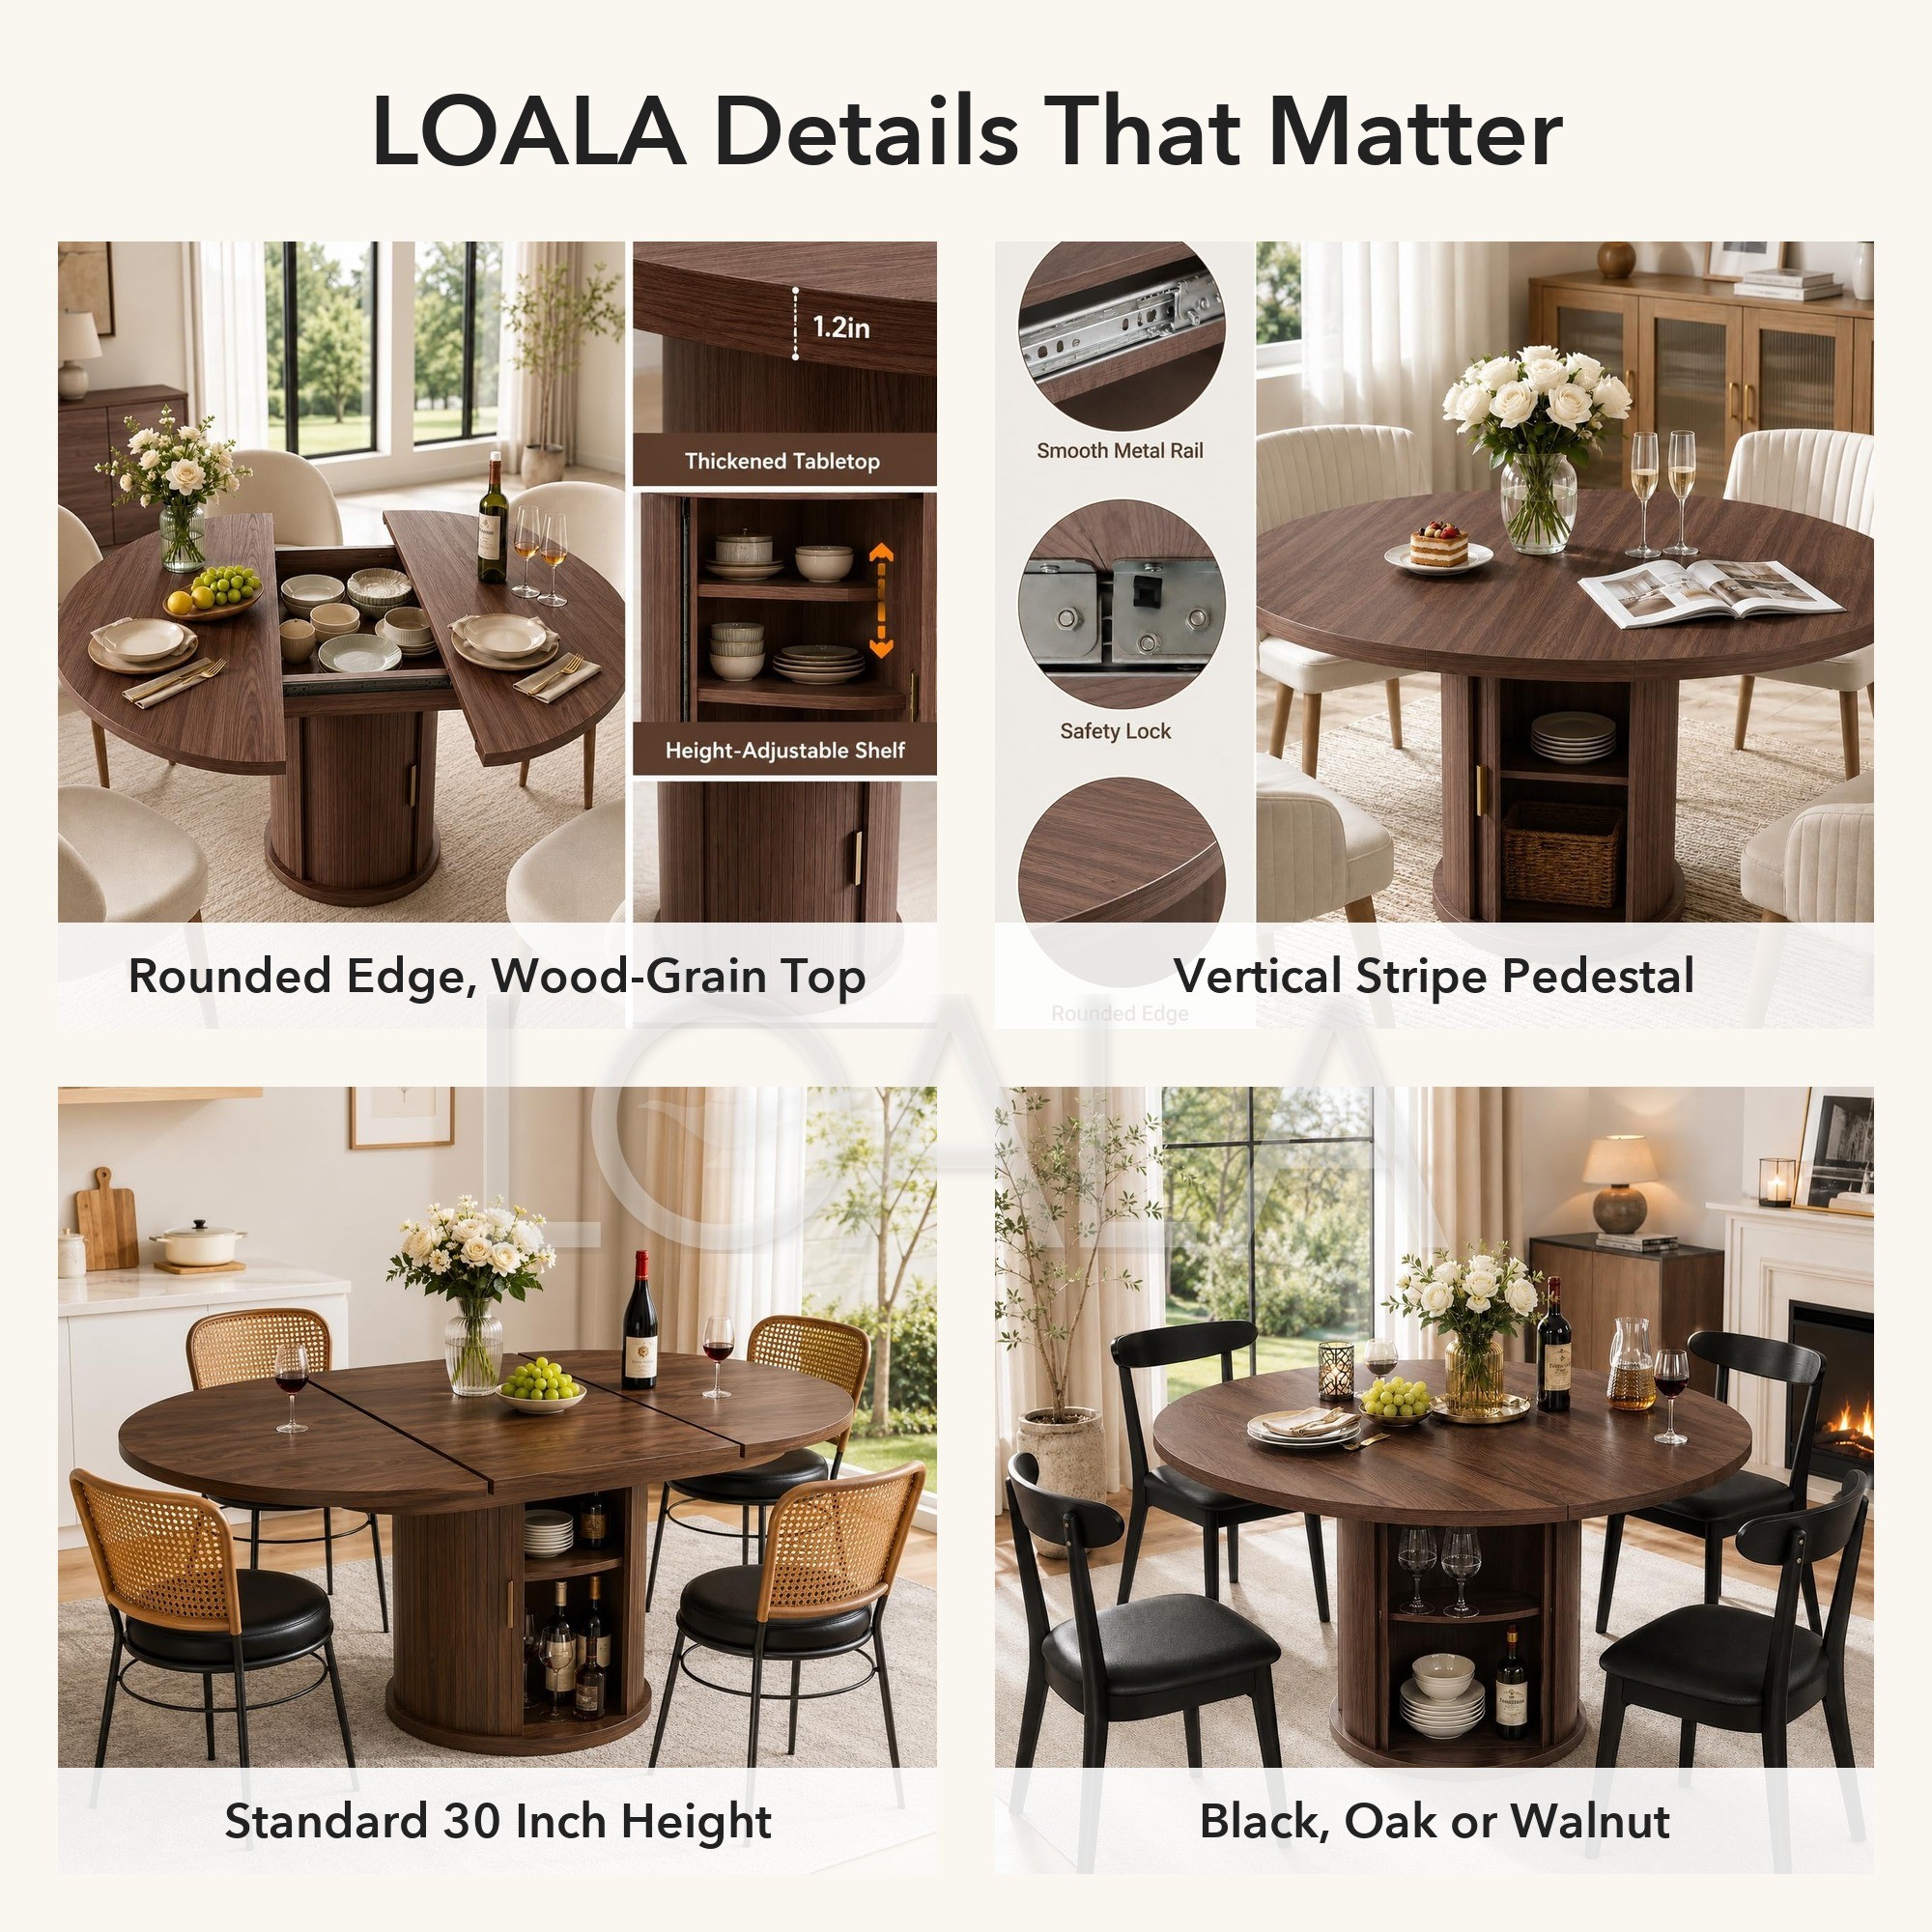 LOALA Details That Matter
1.2in
Thickened Tabletop
Height-Adjustable Shelf
Rounded Edge, Wood-Grain Top
Smooth Metal Rail
Safety Lock
Rounded Edge
Vertical Stripe Pedestal
LOALA
Standard 30 Inch Height
Black, Oak or Walnut